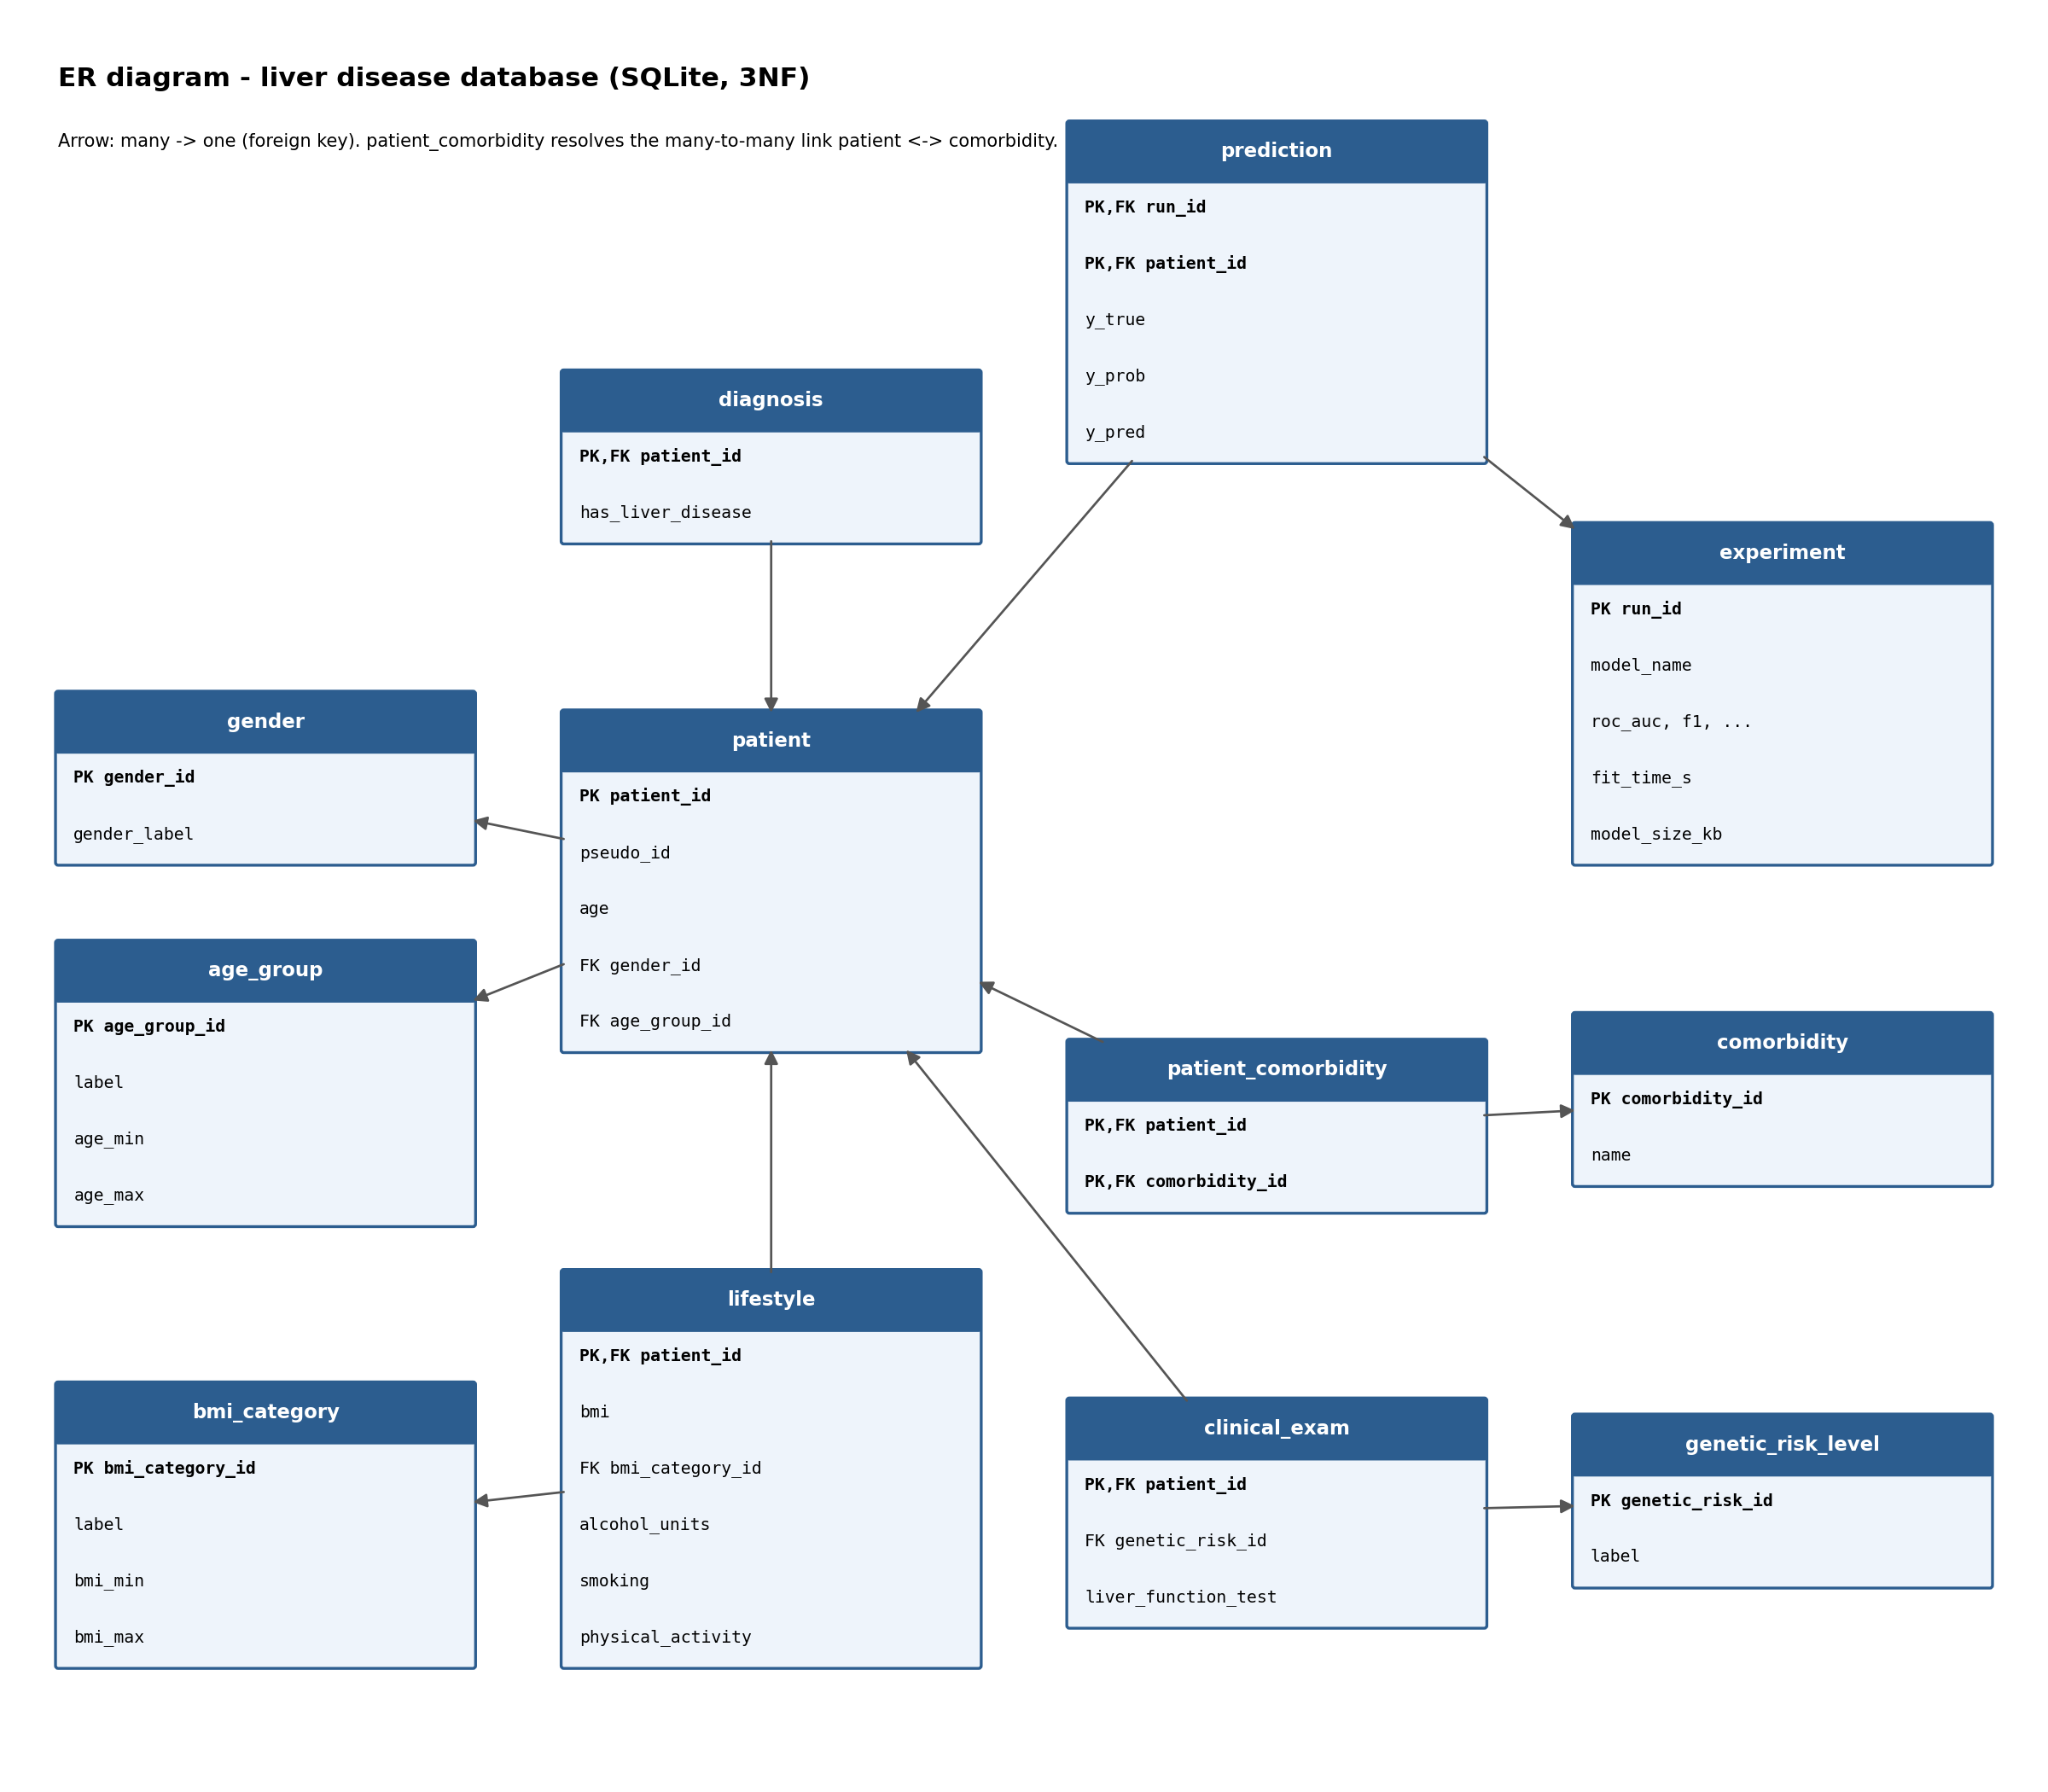 ER diagram - liver disease database (SQLite, 3NF)
Arrow: many -> one (foreign key). patient_comorbidity resolves the many-to-many link patient <-> comorbidity.
prediction
PK,FK run_id
PK,FK patient_id
y_true
y_prob
y_pred
diagnosis
PK,FK patient_id
has_liver_disease
experiment
PK run_id
model_name
roc_auc, f1, ...
fit_time_s
model_size_kb
gender
PK gender_id
gender_label
patient
PK patient_id
pseudo_id
age
FK gender_id
FK age_group_id
age_group
PK age_group_id
label
age_min
age_max
patient_comorbidity
PK,FK patient_id
PK,FK comorbidity_id
comorbidity
PK comorbidity_id
name
lifestyle
PK,FK patient_id
bmi
FK bmi_category_id
alcohol_units
smoking
physical_activity
bmi_category
PK bmi_category_id
label
bmi_min
bmi_max
clinical_exam
PK,FK patient_id
FK genetic_risk_id
liver_function_test
genetic_risk_level
PK genetic_risk_id
label